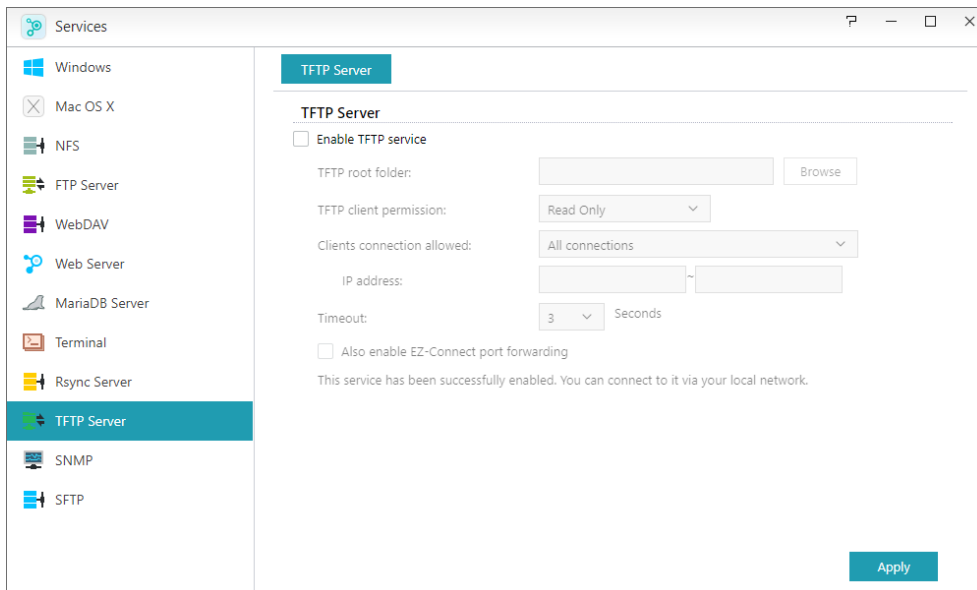 Services
Windows
Mac OS X
NFS
FTP Server
WebDAV
Web Server
MariaDB Server
Terminal
Rsync Server
TFTP Server
SNMP
SFTP
TFTP Server
TFTP Server
Enable TFTP service
TFTP root folder: Browse
TFTP client permission: Read Only
Clients connection allowed: All connections
IP address: ~
Timeout: 3 Seconds
Also enable EZ-Connect port forwarding
This service has been successfully enabled. You can connect to it via your local network.
Apply